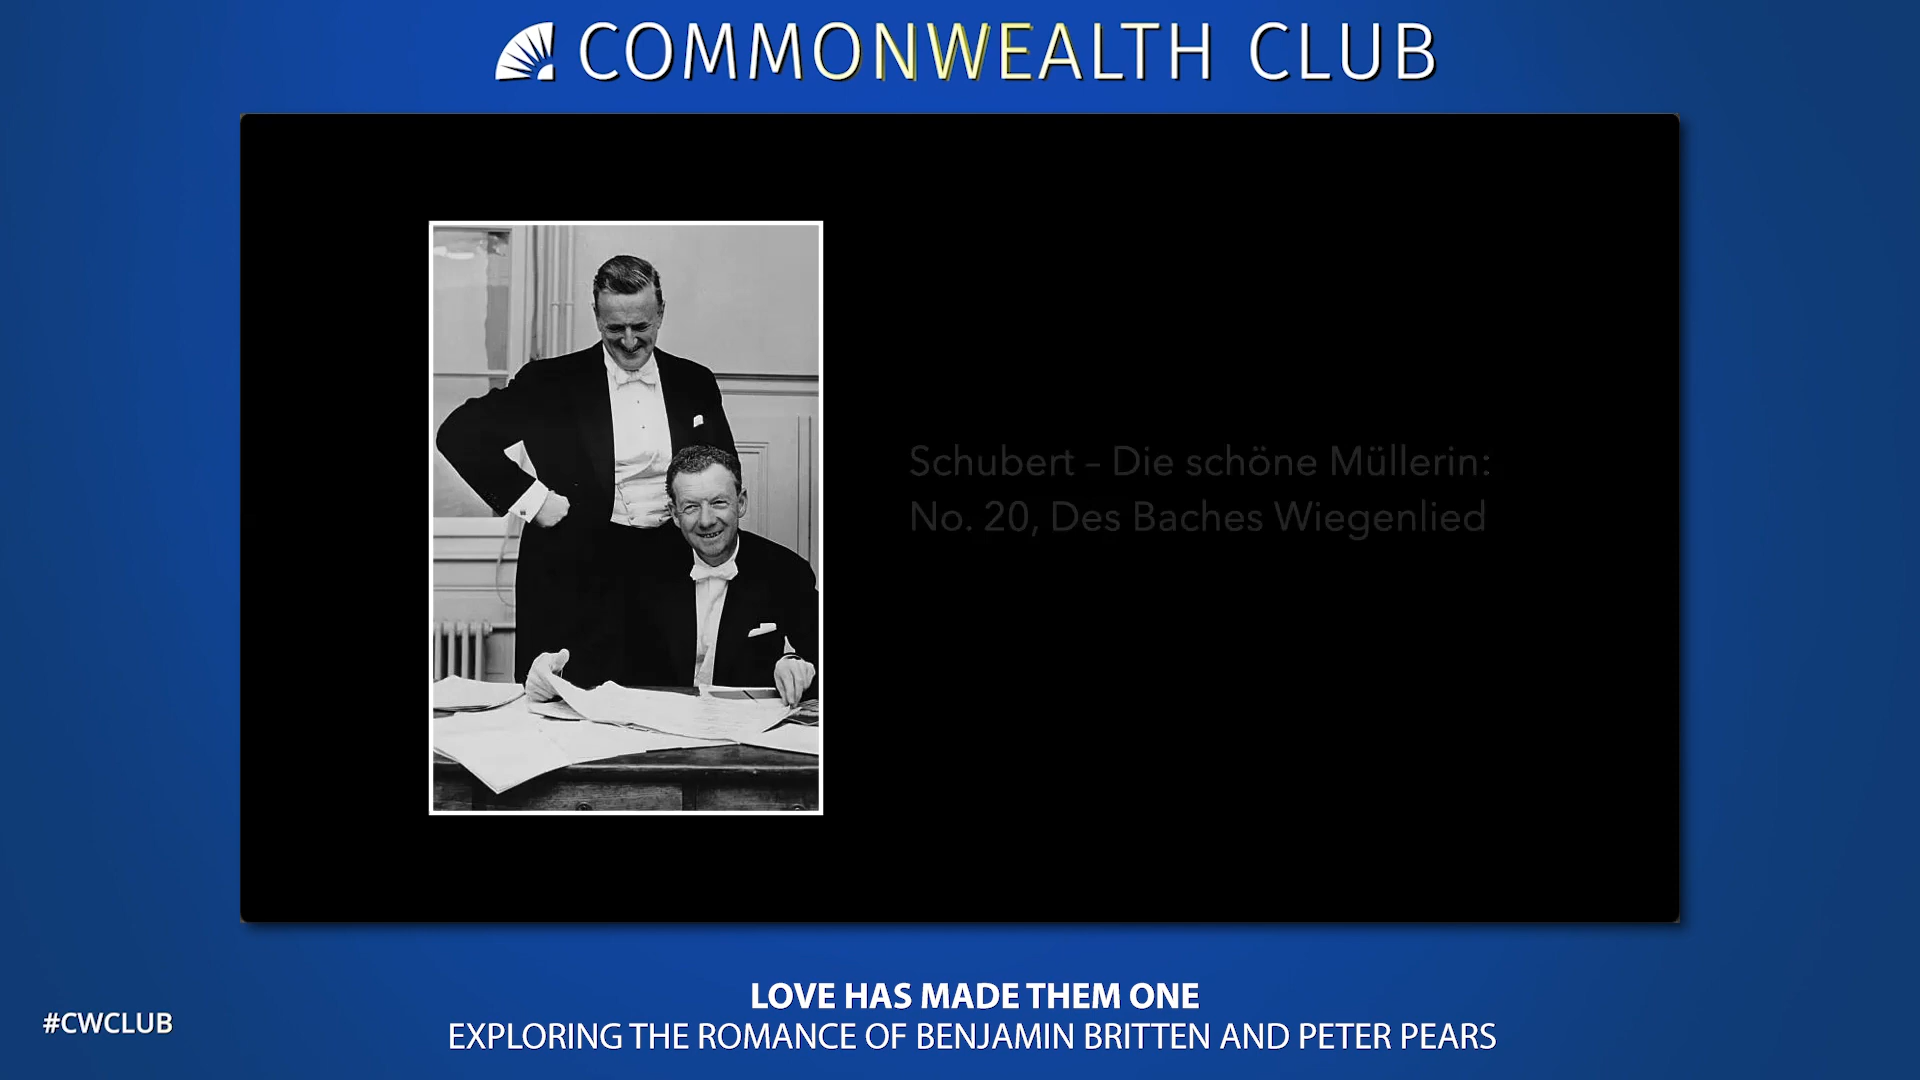 COMMONWEALTH CLUB
Schubert – Die schöne Müllerin:
No. 20, Des Baches Wiegenlied
LOVE HAS MADE THEM ONE
#CWCLUB
EXPLORING THE ROMANCE OF BENJAMIN BRITTEN AND PETER PEARS